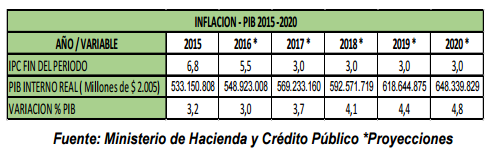 INFLACION - PIB 2015 -2020
AÑO / VARIABLE 2015 2016 * 2017 * 2018 * 2019 * 2020 *
IPC FIN DEL PERIODO 6,8 5,5 3,0 3,0 3,0 3,0
PIB INTERNO REAL ( Millones de $ 2.005) 533.150.808 548.923.008 569.233.160 592.571.719 618.644.875 648.339.829
VARIACION % PIB 3,2 3,0 3,7 4,1 4,4 4,8
Fuente: Ministerio de Hacienda y Crédito Público *Proyecciones